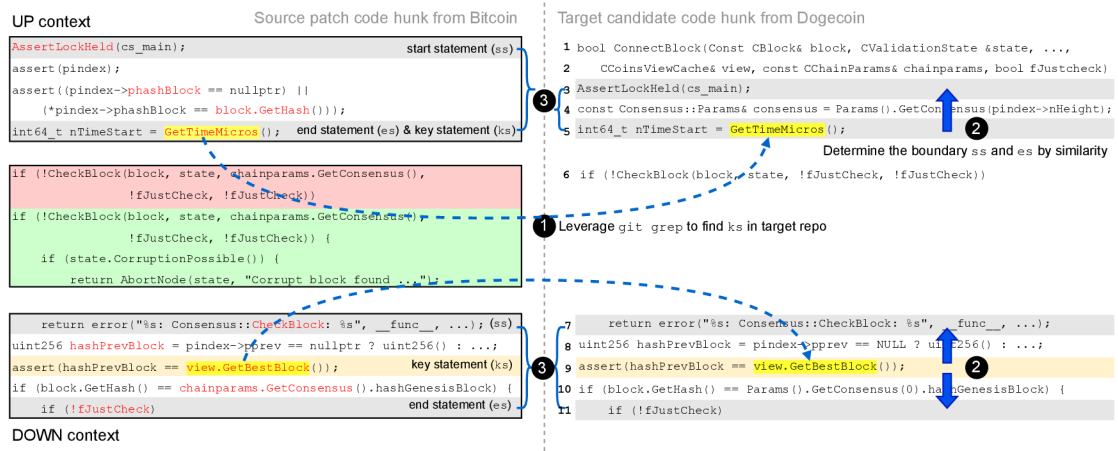 UP context
Source patch code hunk from Bitcoin
AssertLockHeld(cs_main);
start statement (ss)
assert(pindex);
assert((pindex->phashBlock == nullptr) ||
(*pindex->phashBlock == block.GetHash()));
int64_t nTimeStart = GetTimeMicros();
end statement (es) & key statement (ks)
if (!CheckBlock(block, state, chainparams.GetConsensus(),
!fJustCheck, !fJustCheck))
if (!CheckBlock(block, state, chainparams.GetConsensus(),
!fJustCheck, !fJustCheck)) {
if (state.CorruptionPossible()) {
return AbortNode(state, "Corrupt block found ...");
return error("%s: Consensus::CheckBlock: %s", __func__, ...); (ss)
uint256 hashPrevBlock = pindex->pprev == nullptr ? uint256() : ...;
assert(hashPrevBlock == view.GetBestBlock());
key statement (ks)
if (block.GetHash() == chainparams.GetConsensus().hashGenesisBlock) {
if (!fJustCheck)
end statement (es)
DOWN context
3
1 Leverage git grep to find ks in target repo
3
Target candidate code hunk from Dogecoin
1 bool ConnectBlock(Const CBlock& block, CValidationState &state, ...,
2 CCoinsViewCache& view, const CChainParams& chainparams, bool fJustcheck)
3 AssertLockHeld(cs_main);
4 const Consensus::Params& consensus = Params().GetConsensus(pindex->nHeight);
5 int64_t nTimeStart = GetTimeMicros();
2
Determine the boundary ss and es by similarity
6 if (!CheckBlock(block, state, !fJustCheck, !fJustCheck))
7 return error("%s: Consensus::CheckBlock: %s", __func__, ...);
8 uint256 hashPrevBlock = pindex->pprev == NULL ? uint256() : ...;
9 assert(hashPrevBlock == view.GetBestBlock());
2
10 if (block.GetHash() == Params().GetConsensus(0).hashGenesisBlock) {
11 if (!fJustCheck)